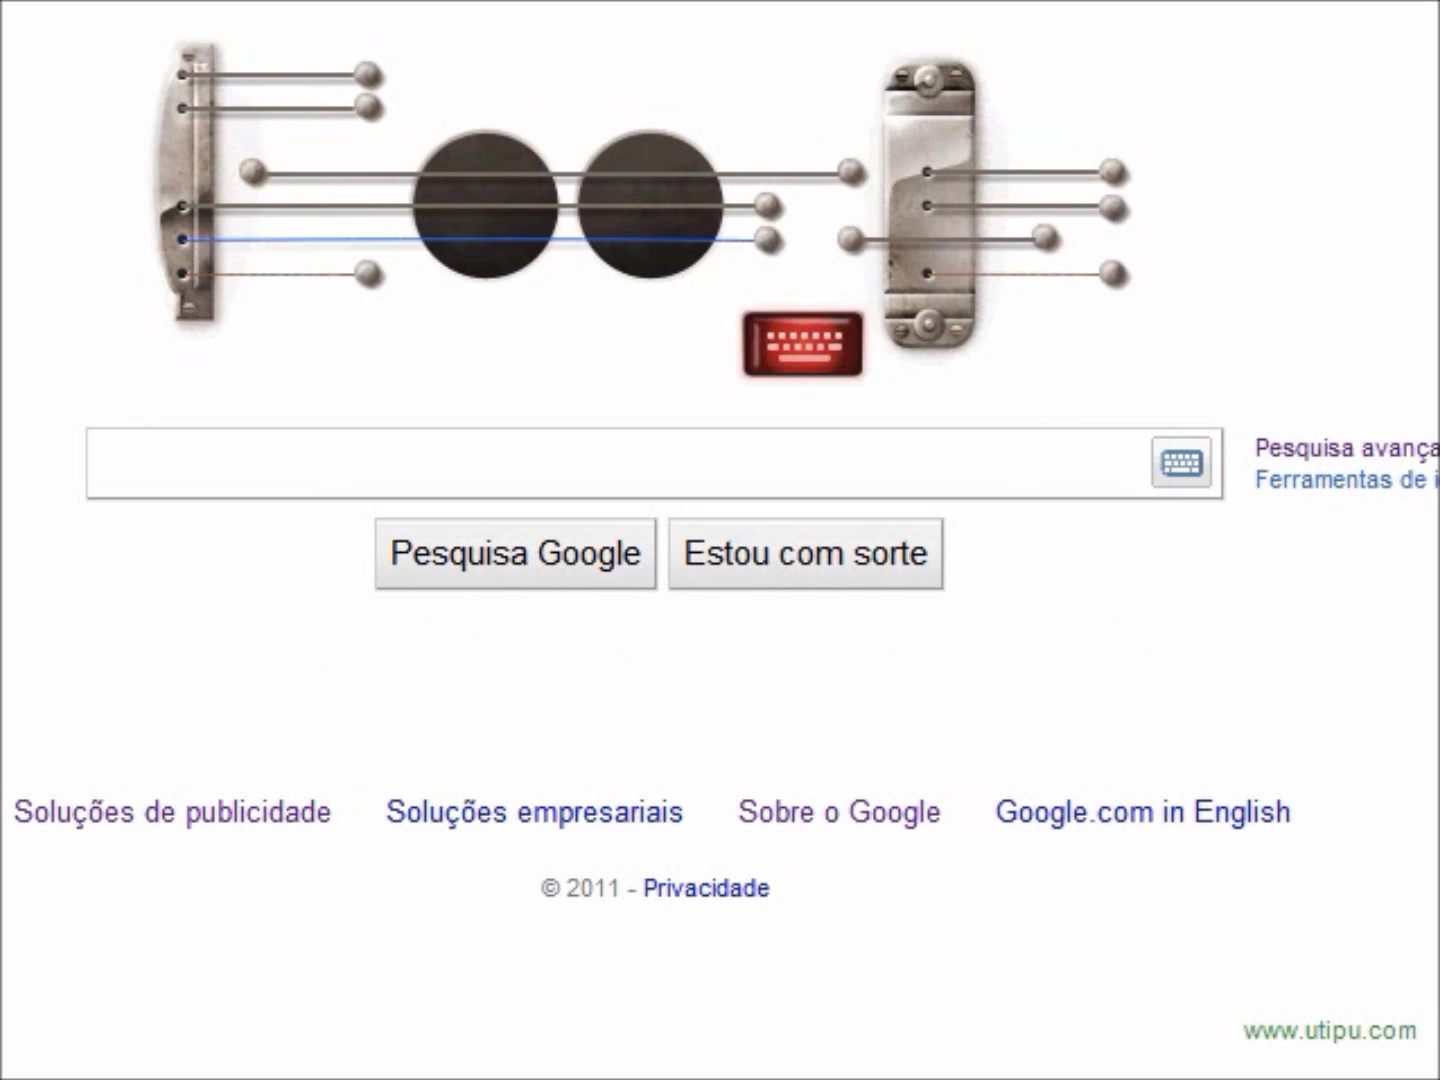 Pesquisa avança
Ferramentas de i
Pesquisa Google
Estou com sorte
Soluções de publicidade
Soluções empresariais
Sobre o Google
Google.com in English
© 2011 - Privacidade
www.utipu.com